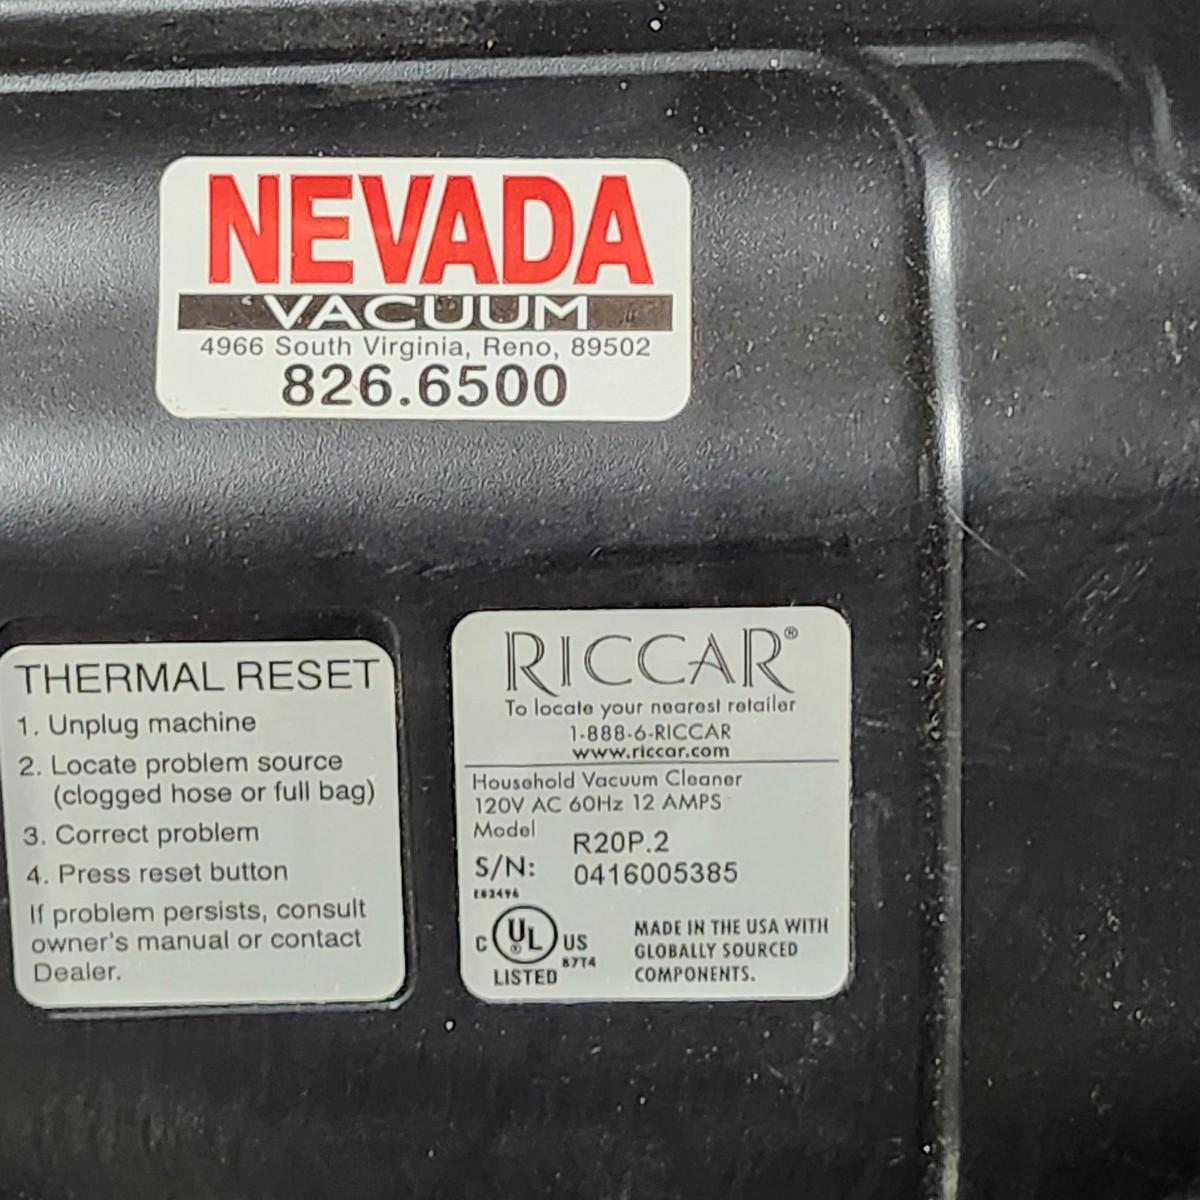 NEVADA
VACUUM
4966 South Virginia, Reno, 89502
826.6500
THERMAL RESET
1. Unplug machine
2. Locate problem source
(clogged hose or full bag)
3. Correct problem
4. Press reset button
If problem persists, consult
owner's manual or contact
Dealer.
RICCAR®
To locate your nearest retailer
1-888-6-RICCAR
www.riccar.com
Household Vacuum Cleaner
120V AC 60Hz 12 AMPS
Model R20P.2
S/N: 0416005385
E82496
C UL® US
87T4
LISTED
MADE IN THE USA WITH
GLOBALLY SOURCED
COMPONENTS.